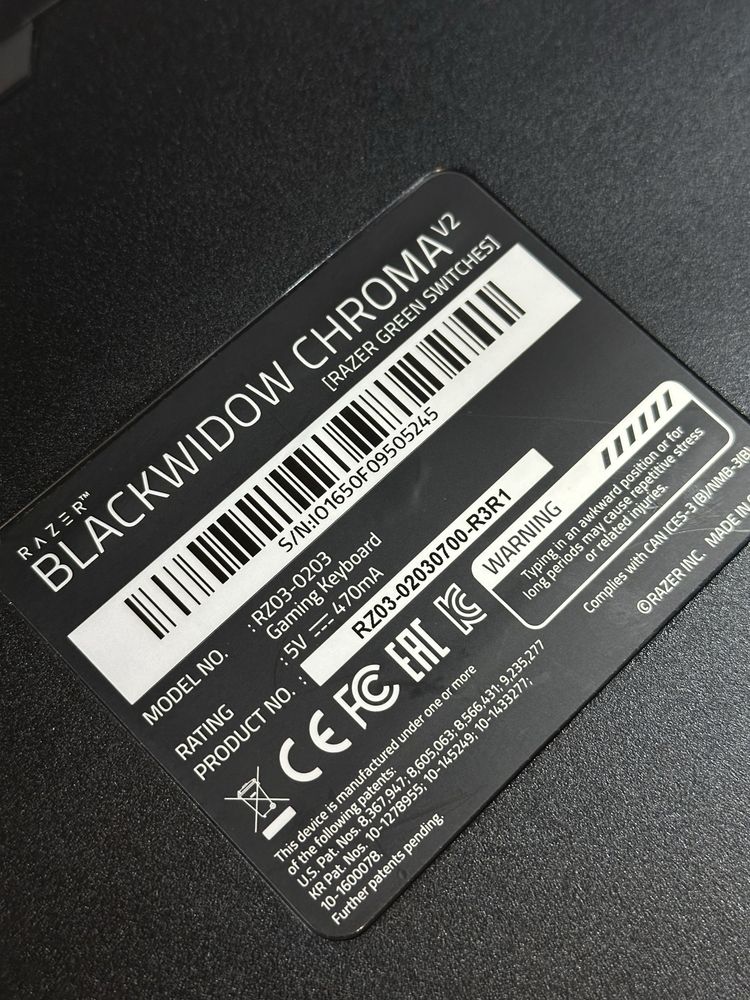 RAZER™
BLACKWIDOW CHROMA V2
[RAZER GREEN SWITCHES]
S/N:IO1650F09505245
MODEL NO. : RZ03-0203
Gaming Keyboard
RATING : 5V ⎓ 470mA
PRODUCT NO. : RZ03-02030700-R3R1
CE FC EAC KC
This device is manufactured under one or more
of the following patents:
U.S. Pat. Nos. 8,367,947; 8,605,063; 8,566,431; 9,235,277
KR Pat. Nos. 10-1278955; 10-145249; 10-1433277;
10-1600078.
Further patents pending.
WARNING
Typing in an awkward position or for
long periods may cause repetitive stress
or related injuries.
Complies with CAN ICES-3 (B)/NMB-3(B)
©RAZER INC. MADE IN